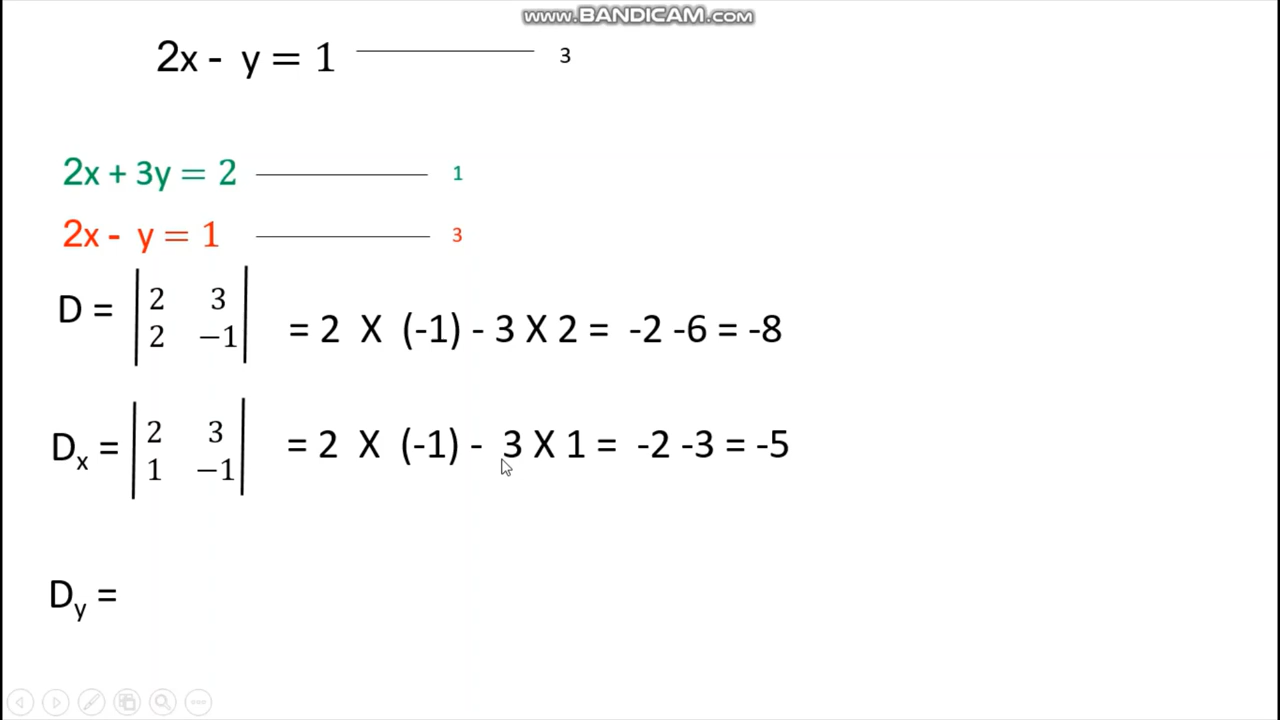 www.BANDICAM.com
2x - y = 1 3
2x + 3y = 2 1
2x - y = 1 3
D = | 2 3 | = 2 X (-1) - 3 X 2 = -2 -6 = -8
| 2 −1 |
Dx = | 2 3 | = 2 X (-1) - 3 X 1 = -2 -3 = -5
| 1 −1 |
Dy =